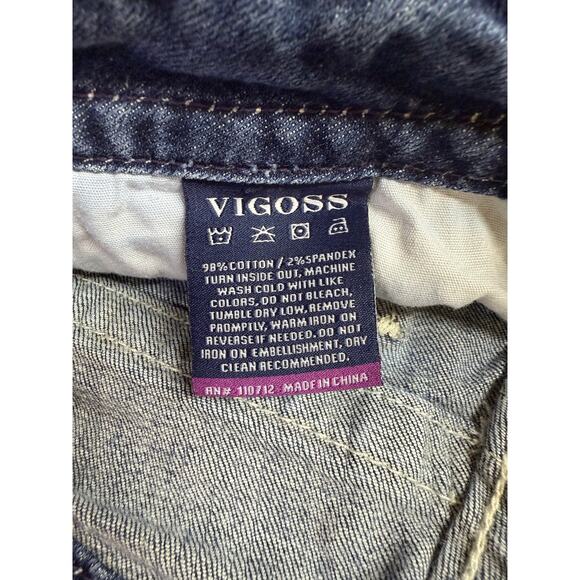 VIGOSS
98% COTTON / 2% SPANDEX
TURN INSIDE OUT, MACHINE
WASH COLD WITH LIKE
COLORS, DO NOT BLEACH,
TUMBLE DRY LOW, REMOVE
PROMPTLY, WARM IRON ON
REVERSE IF NEEDED. DO NOT
IRON ON EMBELLISHMENT, DRY
CLEAN RECOMMENDED.
RN# 110712 MADE IN CHINA